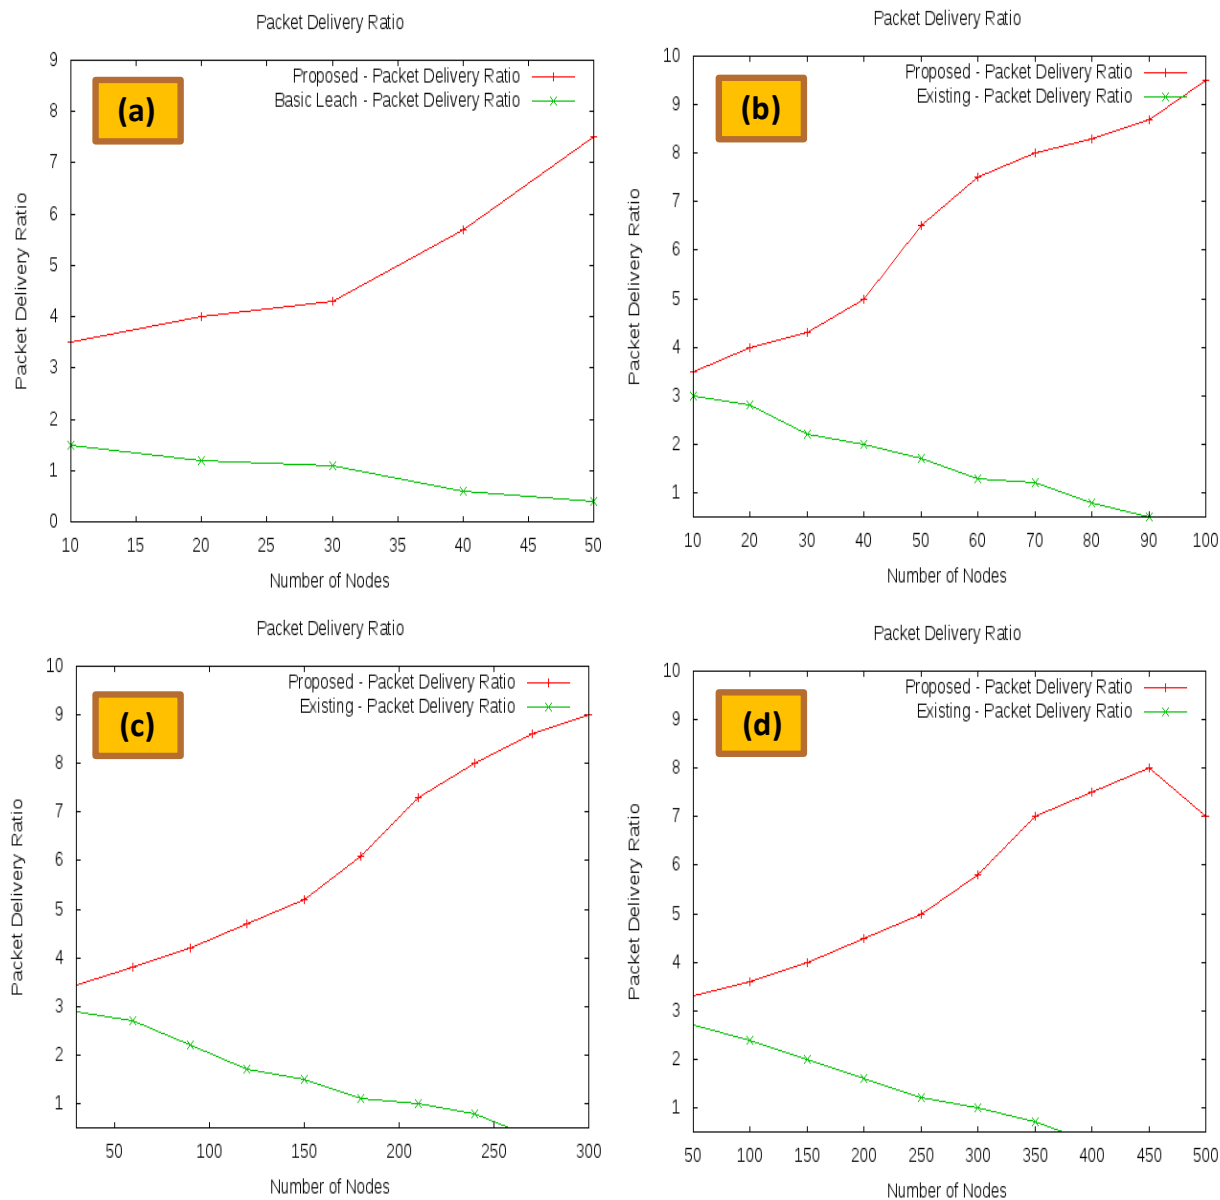 Packet Delivery Ratio
(a)
Proposed - Packet Delivery Ratio
Basic Leach - Packet Delivery Ratio
Packet Delivery Ratio
9
8
7
6
5
4
3
2
1
0
10 15 20 25 30 35 40 45 50
Number of Nodes
Packet Delivery Ratio
(b)
Proposed - Packet Delivery Ratio
Existing - Packet Delivery Ratio
Packet Delivery Ratio
10
9
8
7
6
5
4
3
2
1
10 20 30 40 50 60 70 80 90 100
Number of Nodes
Packet Delivery Ratio
(c)
Proposed - Packet Delivery Ratio
Existing - Packet Delivery Ratio
Packet Delivery Ratio
10
9
8
7
6
5
4
3
2
1
50 100 150 200 250 300
Number of Nodes
Packet Delivery Ratio
(d)
Proposed - Packet Delivery Ratio
Existing - Packet Delivery Ratio
Packet Delivery Ratio
10
9
8
7
6
5
4
3
2
1
50 100 150 200 250 300 350 400 450 500
Number of Nodes